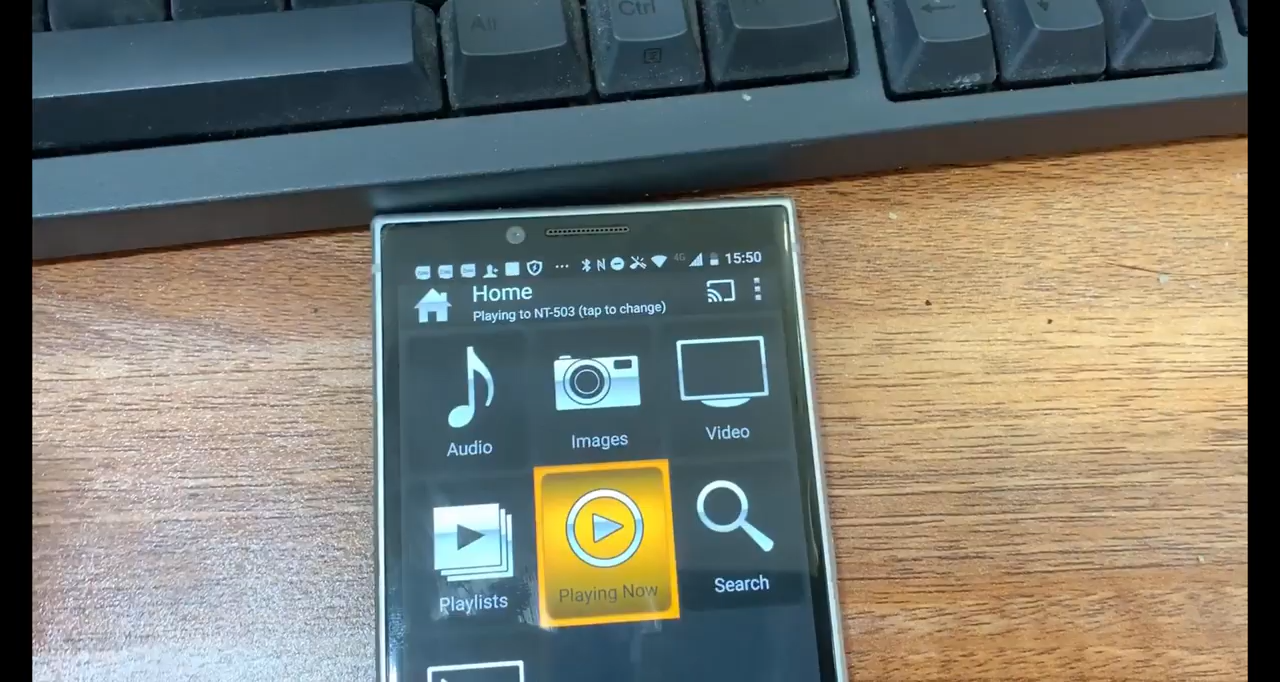 Alt
Ctrl
4G 15:50
Home
Playing to NT-503 (tap to change)
Audio
Images
Video
Playlists
Playing Now
Search